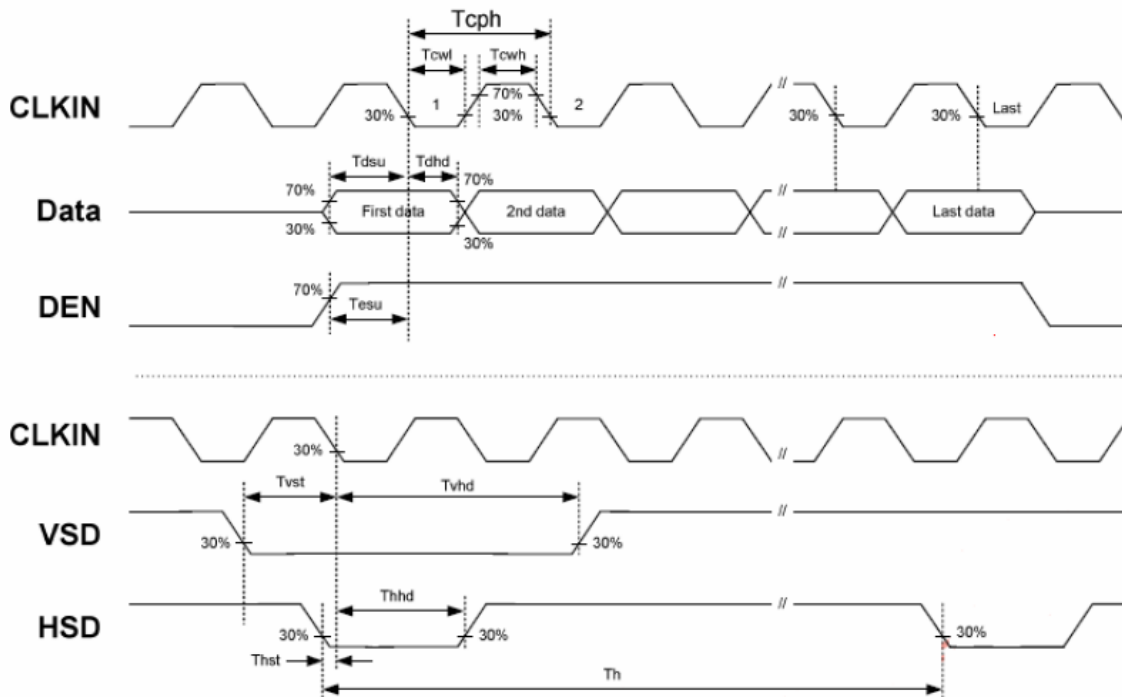 Tcph
Tcwl Tcwh
CLKIN 30% 1 70% 30% 2 // 30% 30% Last
Tdsu Tdhd
70% 70%
Data First data 2nd data // Last data
30% 30%
//
70%
DEN Tesu //
CLKIN 30% //
Tvst Tvhd
//
VSD 30% 30%
Thhd //
HSD 30% 30% 30%
Thst Th